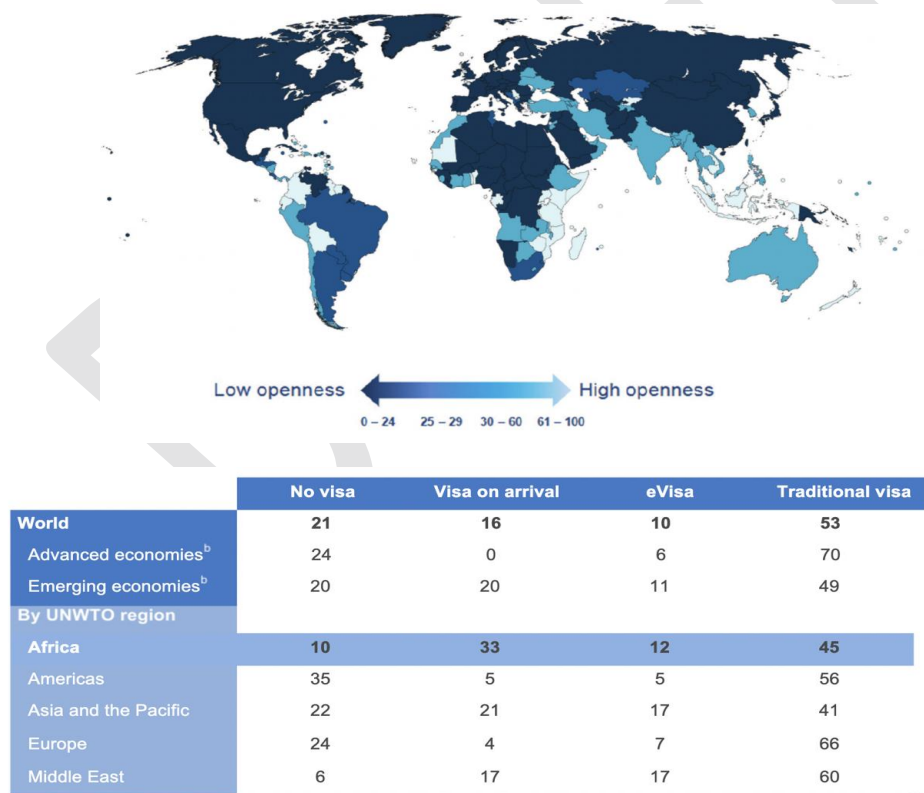 Low openness High openness
0 – 24 25 – 29 30 – 60 61 – 100
No visa Visa on arrival eVisa Traditional visa
World 21 16 10 53
Advanced economiesᵇ 24 0 6 70
Emerging economiesᵇ 20 20 11 49
By UNWTO region
Africa 10 33 12 45
Americas 35 5 5 56
Asia and the Pacific 22 21 17 41
Europe 24 4 7 66
Middle East 6 17 17 60